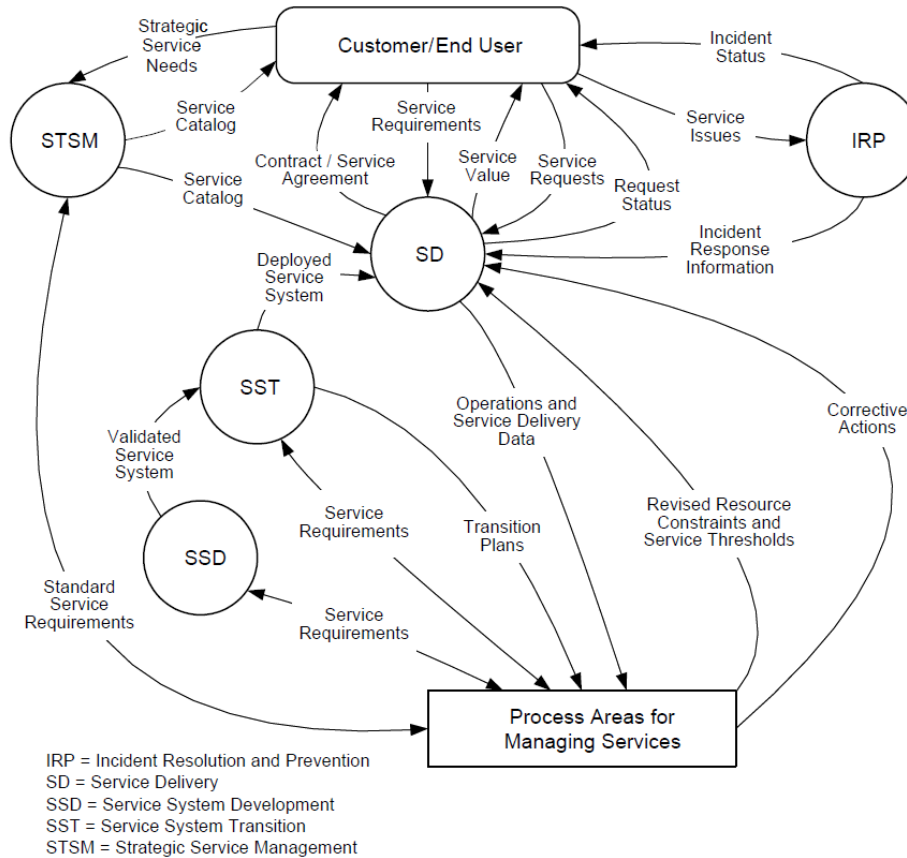 Strategic
Service
Needs
Customer/End User
Incident
Status
STSM
Service
Catalog
Service
Requirements
Service
Issues
IRP
Contract / Service
Agreement
Service
Value
Service
Requests
Service
Catalog
Request
Status
SD
Incident
Response
Information
Deployed
Service
System
SST
Operations and
Service Delivery
Data
Corrective
Actions
Validated
Service
System
Service
Requirements
Transition
Plans
Revised Resource
Constraints and
Service Thresholds
SSD
Standard
Service
Requirements
Service
Requirements
Process Areas for
Managing Services
IRP = Incident Resolution and Prevention
SD = Service Delivery
SSD = Service System Development
SST = Service System Transition
STSM = Strategic Service Management